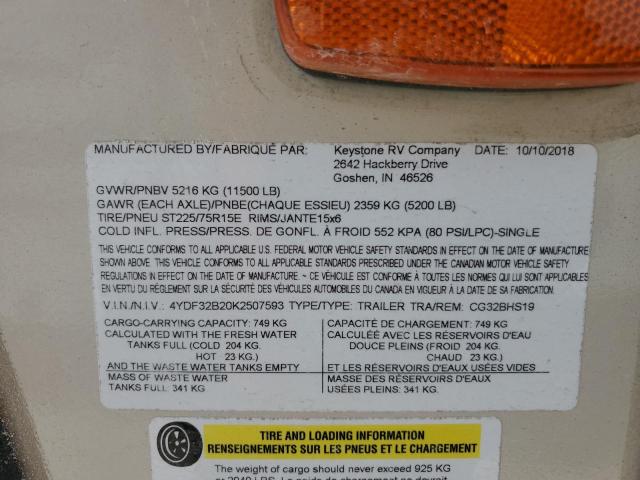 MANUFACTURED BY/FABRIQUÉ PAR: Keystone RV Company DATE: 10/10/2018
2642 Hackberry Drive
Goshen, IN 46526
GVWR/PNBV 5216 KG (11500 LB)
GAWR (EACH AXLE)/PNBE(CHAQUE ESSIEU) 2359 KG (5200 LB)
TIRE/PNEU ST225/75R15E RIMS/JANTE15x6
COLD INFL. PRESS/PRESS. DE GONFL. À FROID 552 KPA (80 PSI/LPC)-SINGLE
THIS VEHICLE CONFORMS TO ALL APPLICABLE U.S. FEDERAL MOTOR VEHICLE SAFETY STANDARDS IN EFFECT ON THE DATE OF MANUFACTURE
SHOWN ABOVE. THIS VEHICLE CONFORMS TO ALL APPLICABLE STANDARDS PRESCRIBED UNDER THE CANADIAN MOTOR VEHICLE SAFETY
REGULATIONS IN EFFECT ON THE DATE OF MANUFACTURE. ~ CE VÉHICULE EST CONFORME À TOUTES LES NORMES QUI LUI SONT APPLICABLES
EN VERTU DU RÈGLEMENT SUR LA SÉCURITÉ DES VÉHICULES AUTOMOBILES DU CANADA EN VIGUEUR À LA DATE DE SA FABRICATION.
V.I.N./N.I.V.: 4YDF32B20K2507593 TYPE/TYPE: TRAILER TRA/REM: CG32BHS19
CARGO-CARRYING CAPACITY: 749 KG
CALCULATED WITH THE FRESH WATER
TANKS FULL (COLD 204 KG.
HOT 23 KG.)
AND THE WASTE WATER TANKS EMPTY
MASS OF WASTE WATER
TANKS FULL: 341 KG
CAPACITÉ DE CHARGEMENT: 749 KG
CALCULÉE AVEC LES RÉSERVOIRS D'EAU
DOUCE PLEINS (FROID 204 KG.
CHAUD 23 KG.)
ET LES RÉSERVOIRS D'EAUX USÉES VIDES
MASSE DES RÉSERVOIRS D'EAUX
USÉES PLEINS: 341 KG.
TIRE AND LOADING INFORMATION
RENSEIGNEMENTS SUR LES PNEUS ET LE CHARGEMENT
The weight of cargo should never exceed 925 KG
or 2040 LBS. Le poids de chargement ne devrait